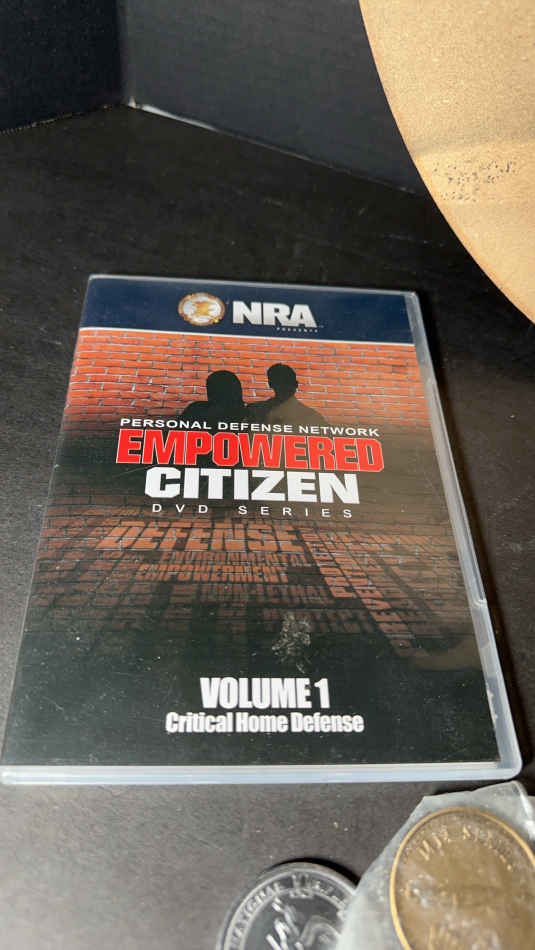 NRA
PRESENTS
PERSONAL DEFENSE NETWORK
EMPOWERED
CITIZEN
DVD SERIES
DEFENSE
ENVIRONMENTAL
EMPOWERMENT
VOLUME 1
Critical Home Defense